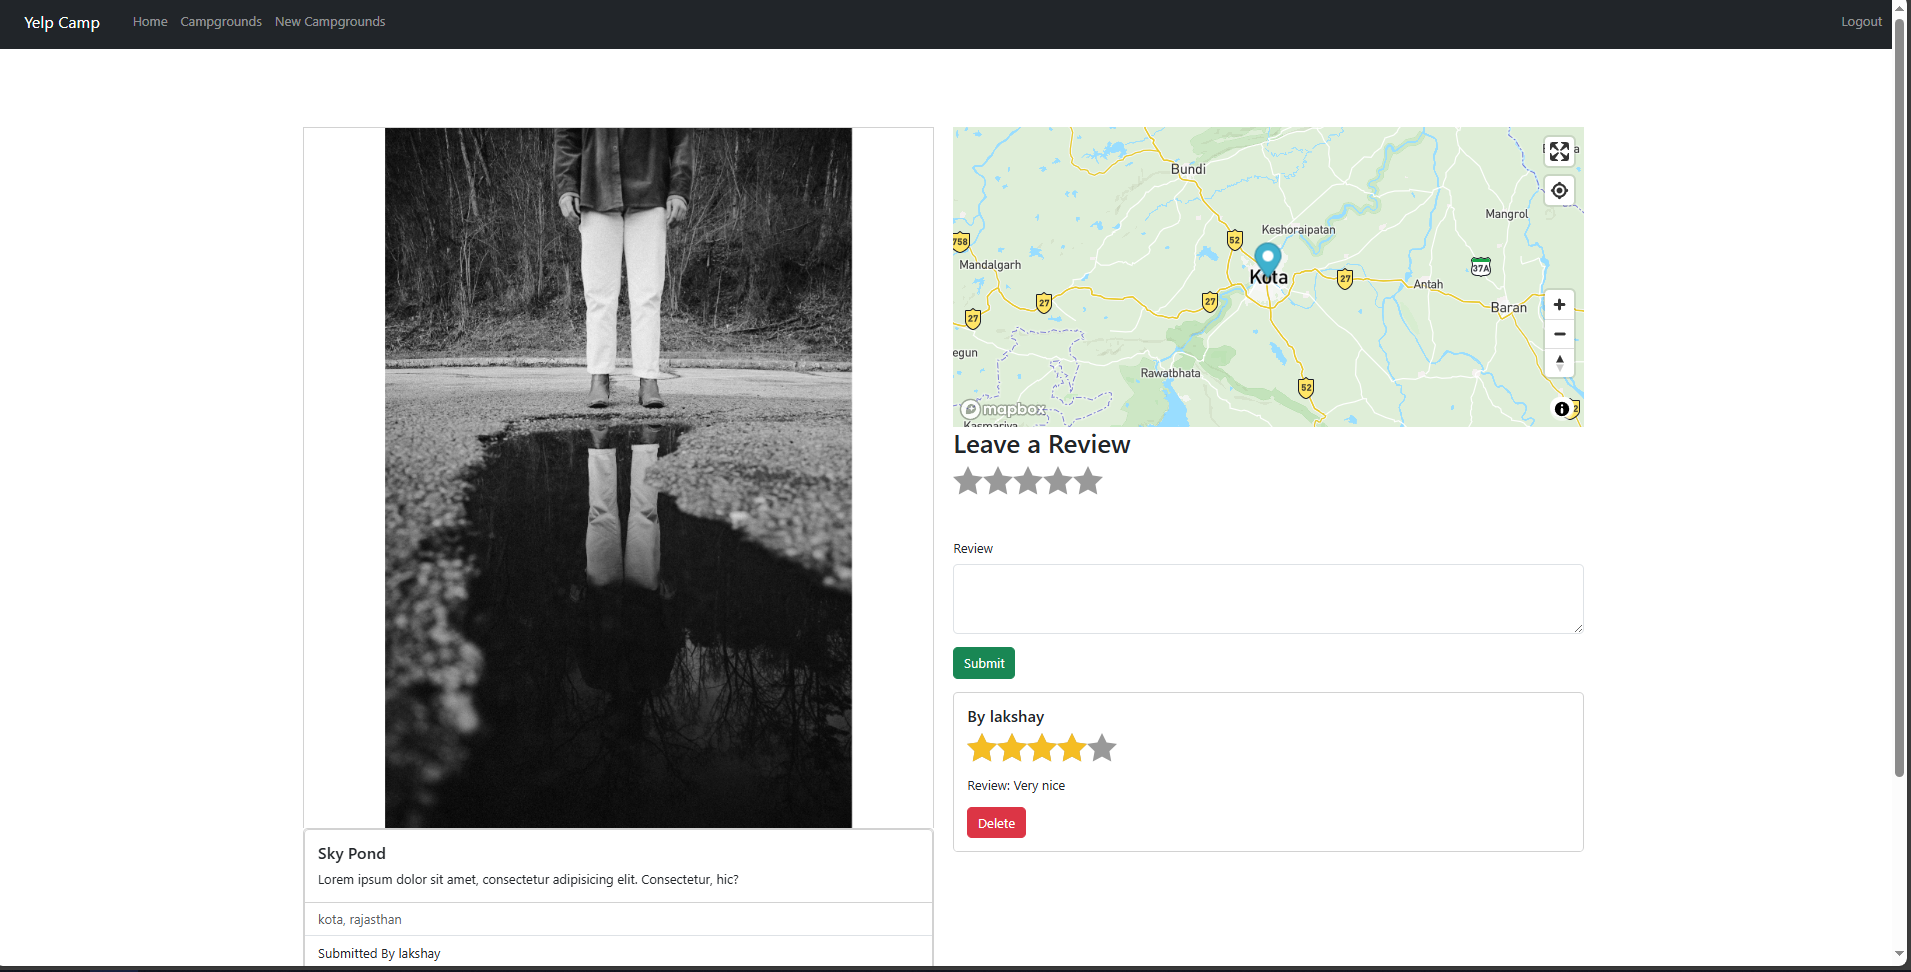 Yelp Camp Home Campgrounds New Campgrounds Logout
Bundi
Mangrol
Keshoraipatan
52
758
Mandalgarh
37A
Kota
27
Antah
27
27
Baran
27
egun
Rawatbhata
52
mapbox
2
Kasmariya
Leave a Review
Review
Submit
By lakshay
Review: Very nice
Delete
Sky Pond
Lorem ipsum dolor sit amet, consectetur adipisicing elit. Consectetur, hic?
kota, rajasthan
Submitted By lakshay